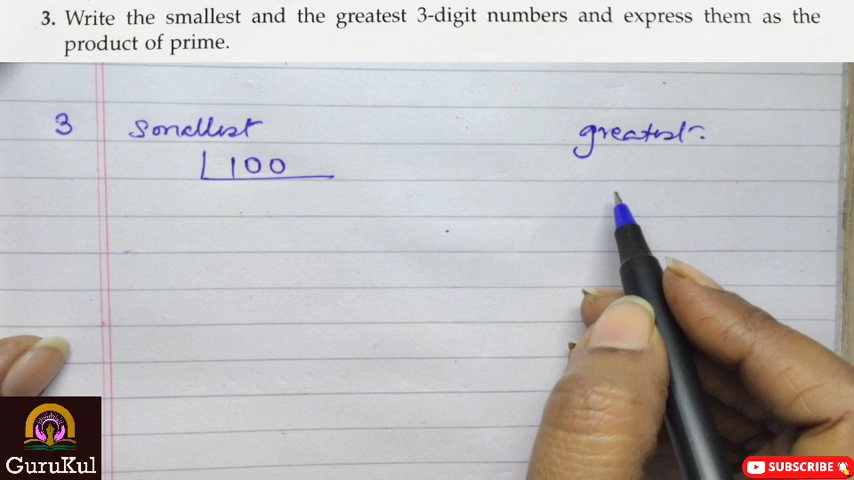 3. Write the smallest and the greatest 3-digit numbers and express them as the
product of prime.
3 smallest greatest:
100
GuruKul
SUBSCRIBE